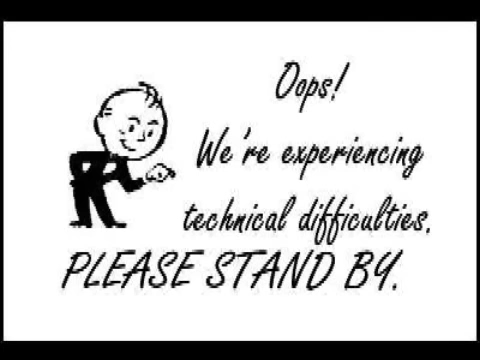 Oops!
We're experiencing
technical difficulties.
PLEASE STAND BY.